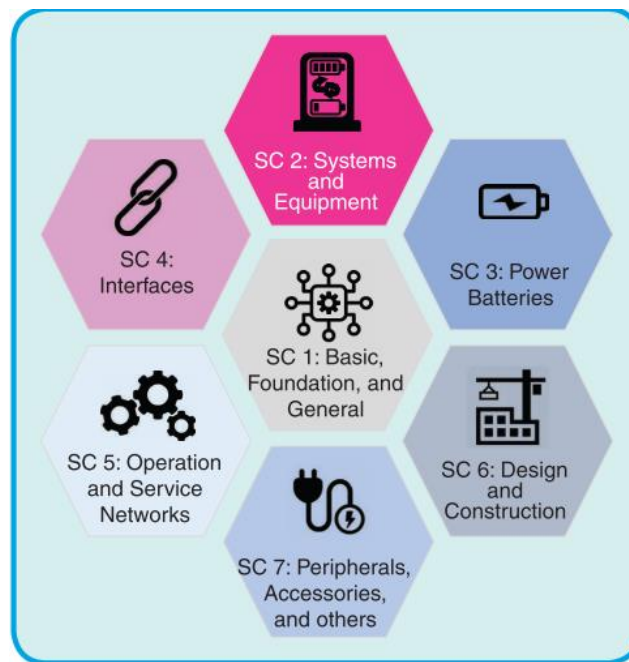 SC 2: Systems
and
Equipment
SC 4:
Interfaces
SC 3: Power
Batteries
SC 1: Basic,
Foundation, and
General
SC 5: Operation
and Service
Networks
SC 6: Design
and
Construction
SC 7: Peripherals,
Accessories,
and others